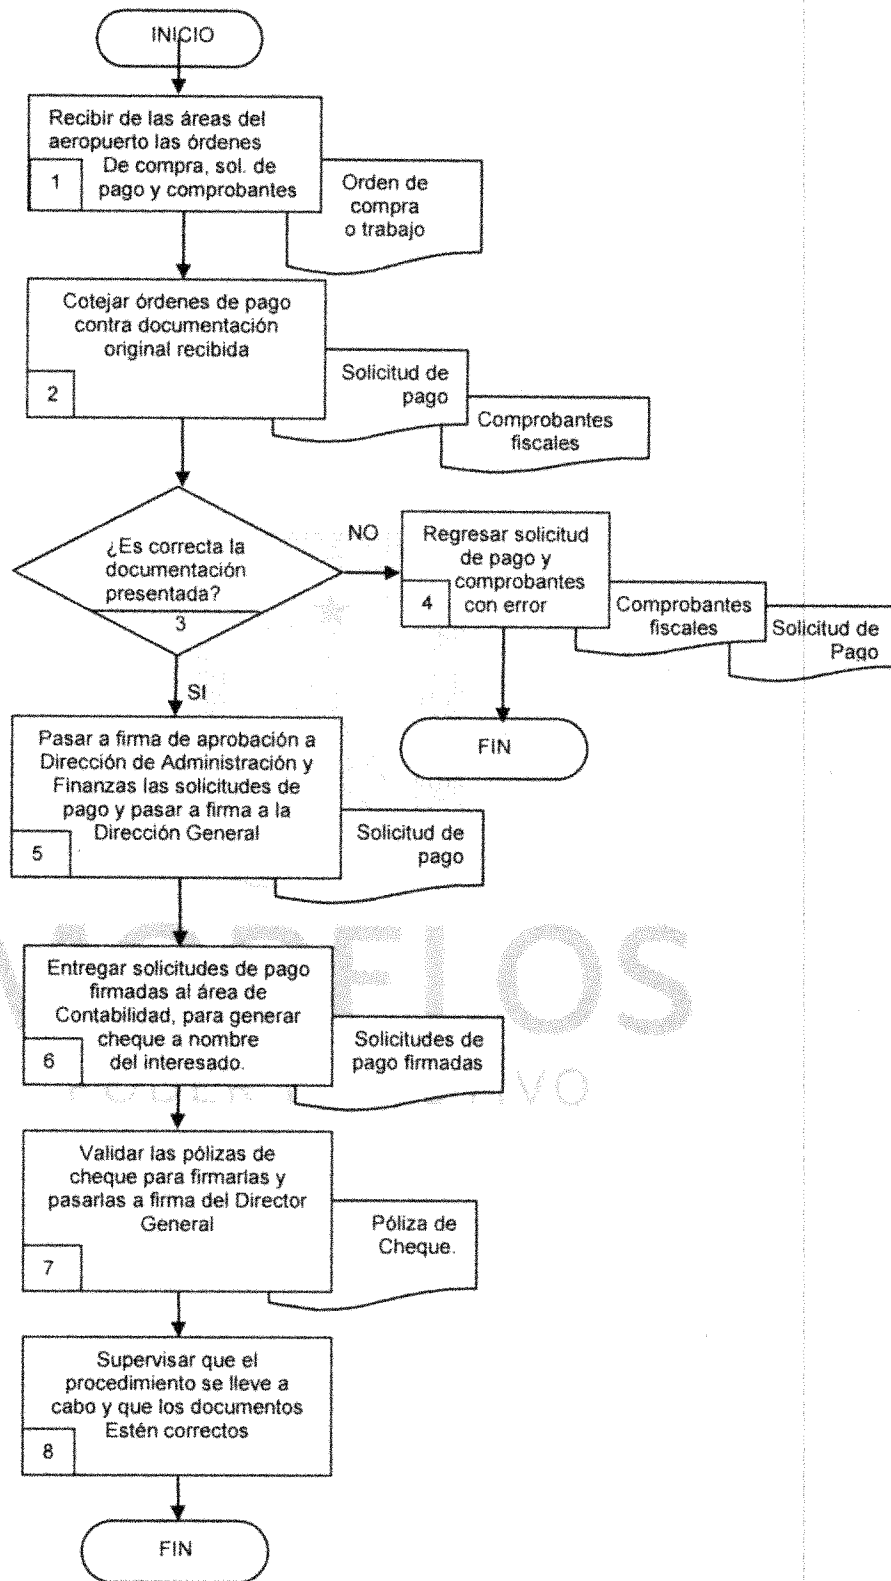 INICIO
Recibir de las áreas del
aeropuerto las órdenes
De compra, sol. de
pago y comprobantes
1
Orden de
compra
o trabajo
Cotejar órdenes de pago
contra documentación
original recibida
2
Solicitud de
pago
Comprobantes
fiscales
¿Es correcta la
documentación
presentada?
3
NO
Regresar solicitud
de pago y
comprobantes
con error
4
Comprobantes
fiscales
Solicitud de
Pago
FIN
SI
Pasar a firma de aprobación a
Dirección de Administración y
Finanzas las solicitudes de
pago y pasar a firma a la
Dirección General
5
Solicitud de
pago
MORELOS
Entregar solicitudes de pago
firmadas al área de
Contabilidad, para generar
cheque a nombre
del interesado.
6
Solicitudes de
pago firmadas
Validar las pólizas de
cheque para firmarlas y
pasarlas a firma del Director
General
7
Póliza de
Cheque.
Supervisar que el
procedimiento se lleve a
cabo y que los documentos
Estén correctos
8
FIN